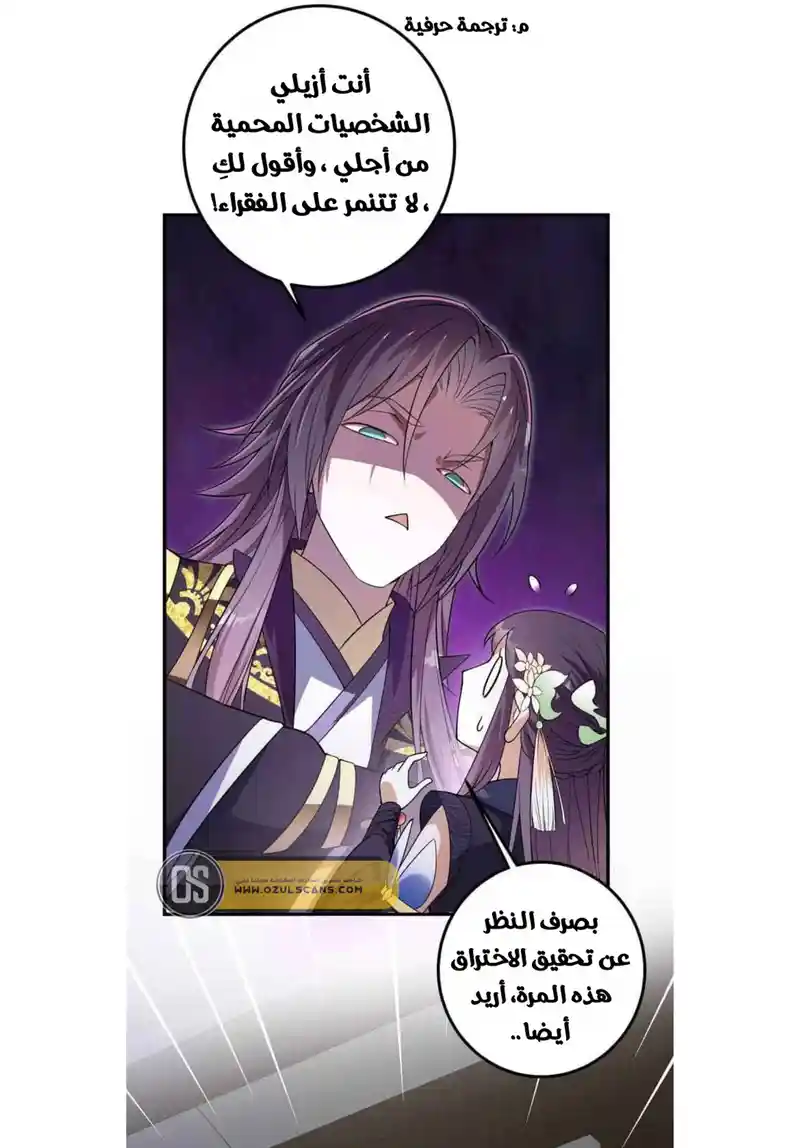 م: ترجمة حرفية
أنت أزيلي
الشخصيات المحمية
من أجلي ، وأقول لكِ
، لا تتنمر على الفقراء!
OS
WWW.OZULSCANS.COM
بصرف النظر
عن تحقيق الاختراق
هذه المرة، أريد
أيضا..